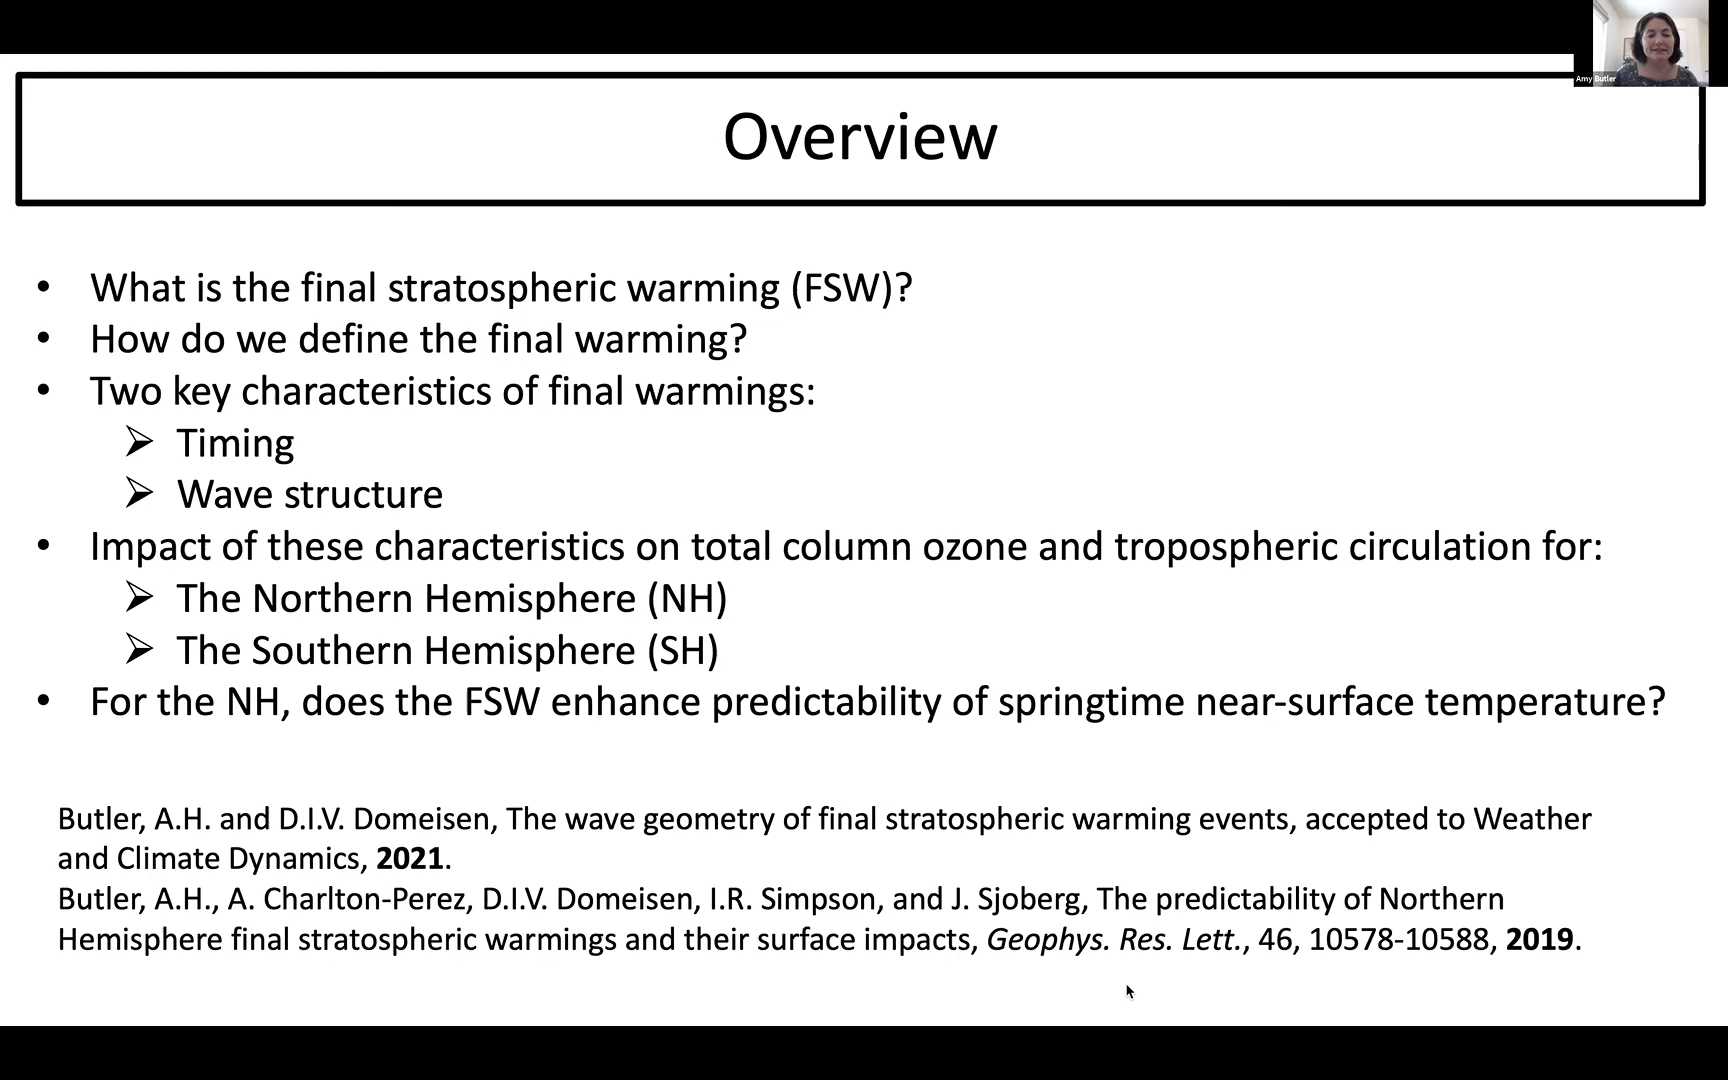 Amy Butler
Overview
• What is the final stratospheric warming (FSW)?
• How do we define the final warming?
• Two key characteristics of final warmings:
➢ Timing
➢ Wave structure
• Impact of these characteristics on total column ozone and tropospheric circulation for:
➢ The Northern Hemisphere (NH)
➢ The Southern Hemisphere (SH)
• For the NH, does the FSW enhance predictability of springtime near-surface temperature?
Butler, A.H. and D.I.V. Domeisen, The wave geometry of final stratospheric warming events, accepted to Weather
and Climate Dynamics, 2021.
Butler, A.H., A. Charlton-Perez, D.I.V. Domeisen, I.R. Simpson, and J. Sjoberg, The predictability of Northern
Hemisphere final stratospheric warmings and their surface impacts, Geophys. Res. Lett., 46, 10578-10588, 2019.